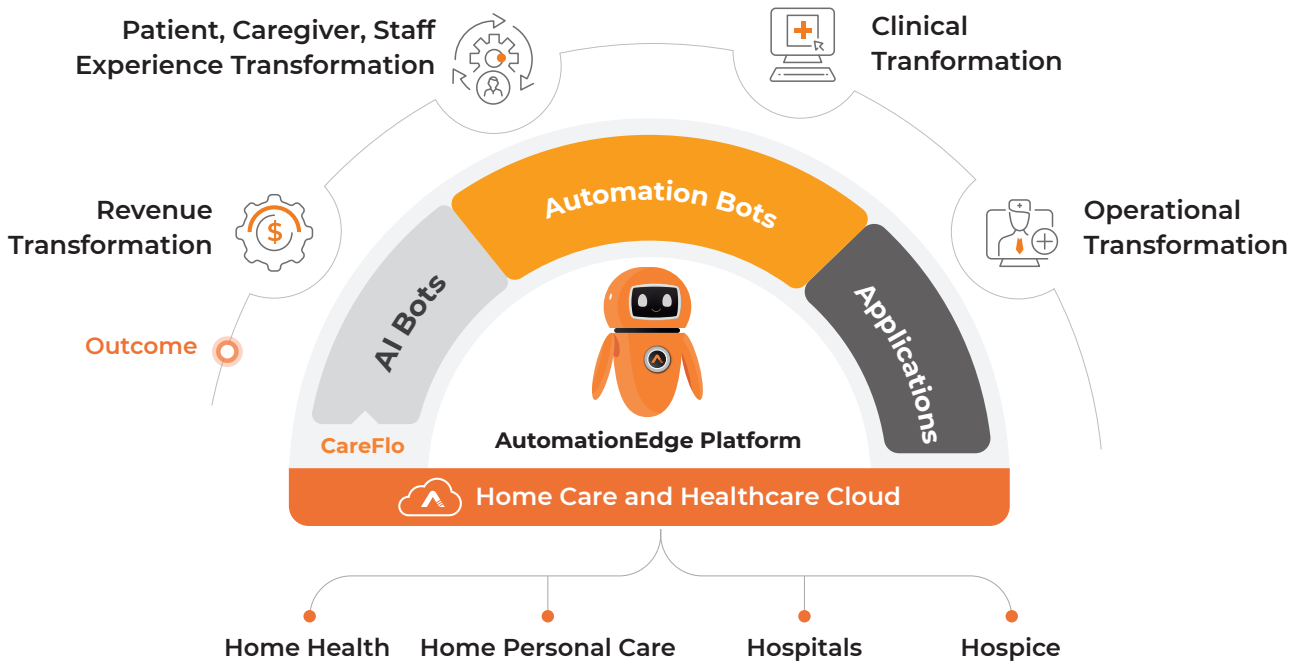 Patient, Caregiver, Staff
Experience Transformation
Clinical
Tranformation
Revenue
Transformation
Operational
Transformation
Outcome
AI Bots
Automation Bots
Applications
CareFlo
AutomationEdge Platform
Home Care and Healthcare Cloud
Home Health
Home Personal Care
Hospitals
Hospice
$